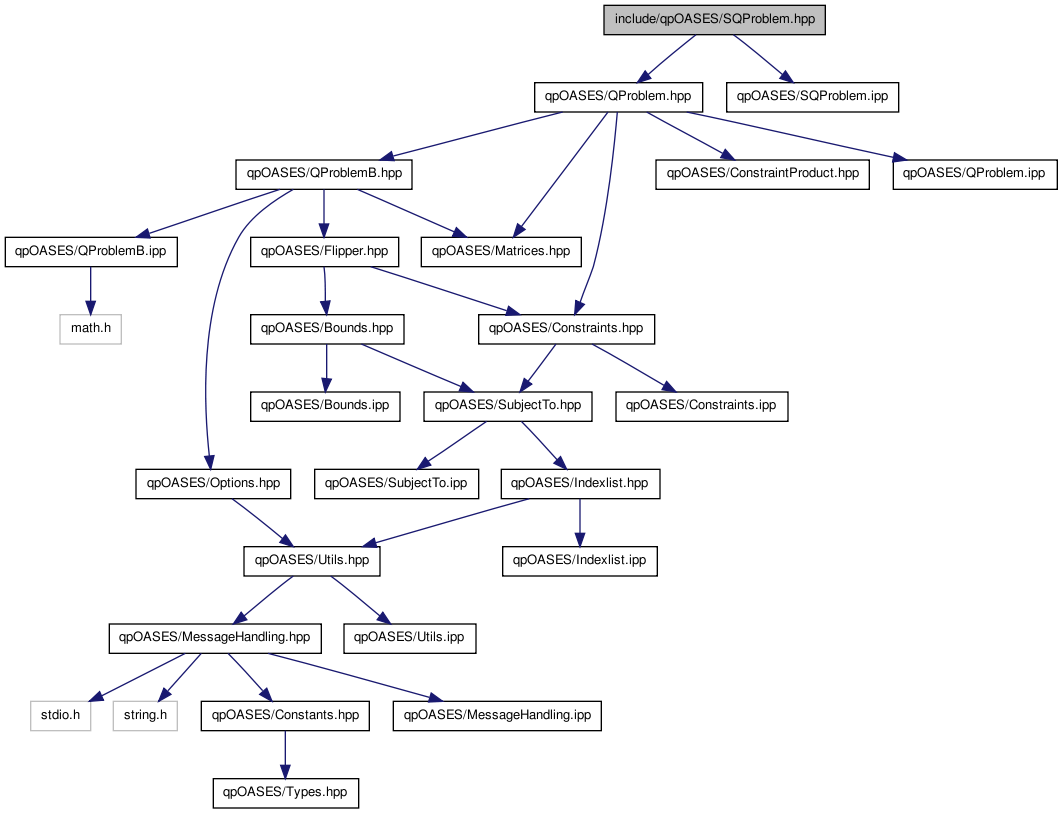 include/qpOASES/SQProblem.hpp
qpOASES/QProblem.hpp
qpOASES/SQProblem.ipp
qpOASES/QProblemB.hpp
qpOASES/ConstraintProduct.hpp
qpOASES/QProblem.ipp
qpOASES/QProblemB.ipp
qpOASES/Flipper.hpp
qpOASES/Matrices.hpp
math.h
qpOASES/Bounds.hpp
qpOASES/Constraints.hpp
qpOASES/Bounds.ipp
qpOASES/SubjectTo.hpp
qpOASES/Constraints.ipp
qpOASES/Options.hpp
qpOASES/SubjectTo.ipp
qpOASES/Indexlist.hpp
qpOASES/Utils.hpp
qpOASES/Indexlist.ipp
qpOASES/MessageHandling.hpp
qpOASES/Utils.ipp
stdio.h
string.h
qpOASES/Constants.hpp
qpOASES/MessageHandling.ipp
qpOASES/Types.hpp